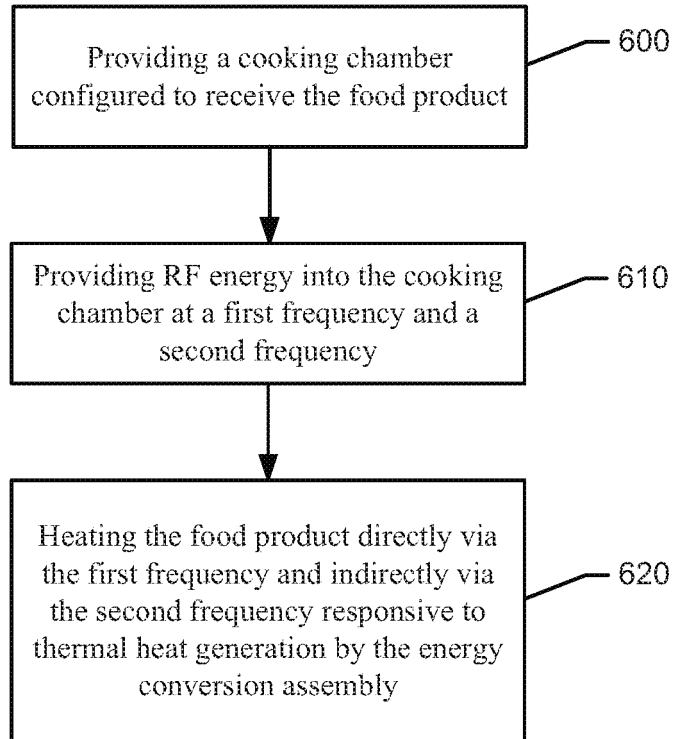 Providing a cooking chamber
configured to receive the food product
600
Providing RF energy into the cooking
chamber at a first frequency and a
second frequency
610
Heating the food product directly via
the first frequency and indirectly via
the second frequency responsive to
thermal heat generation by the energy
conversion assembly
620